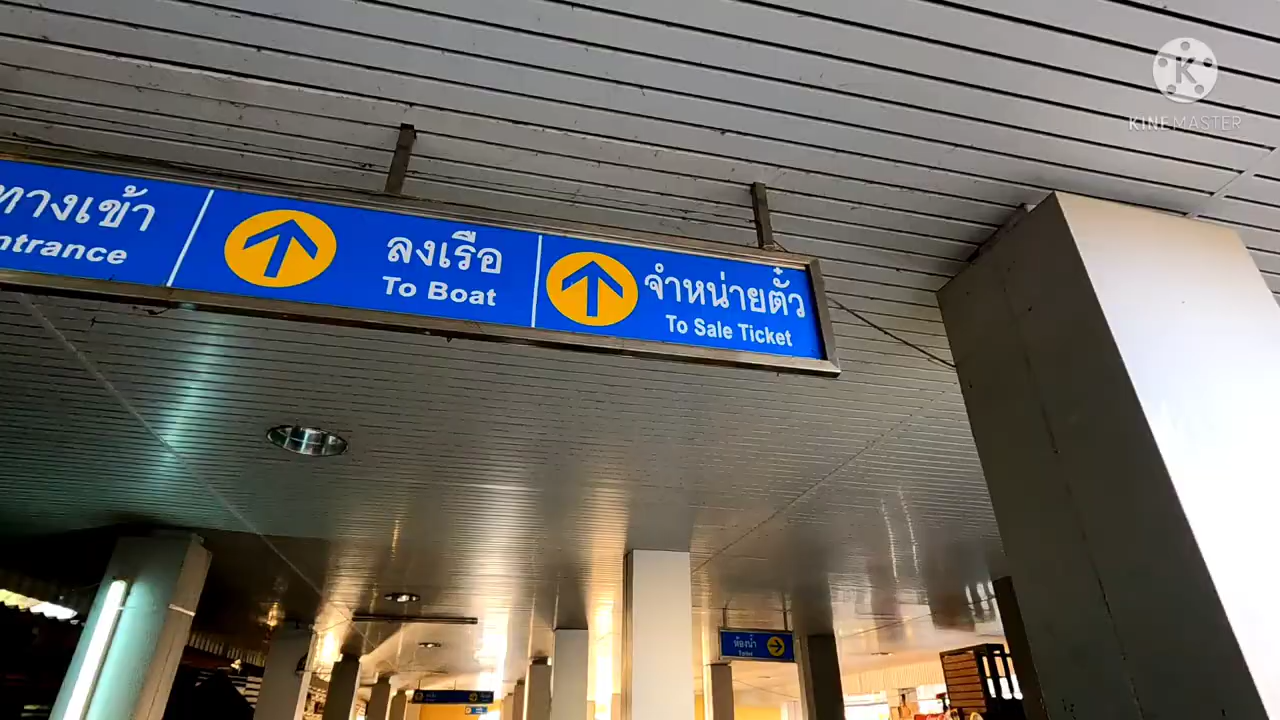 ทางเข้า
ntrance
ลงเรือ
To Boat
จำหน่ายตั๋ว
To Sale Ticket
K
KINEMASTER
ห้องน้ำ
Toilet